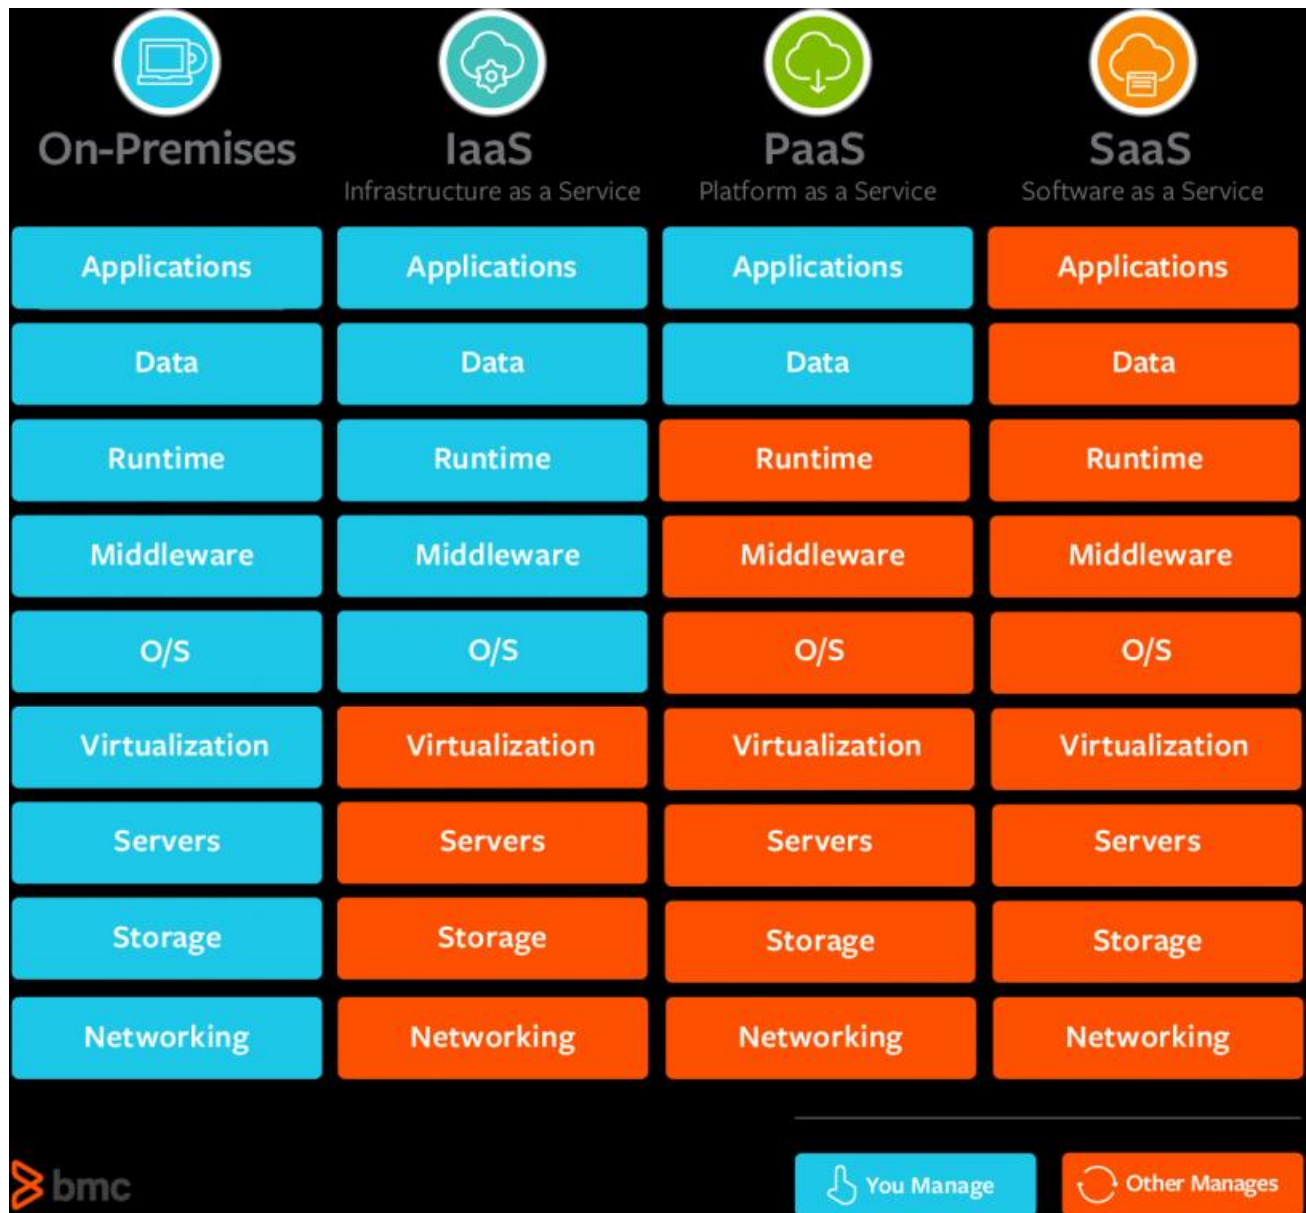 On-Premises IaaS PaaS SaaS
Infrastructure as a Service Platform as a Service Software as a Service
Applications Applications Applications Applications
Data Data Data Data
Runtime Runtime Runtime Runtime
Middleware Middleware Middleware Middleware
O/S O/S O/S O/S
Virtualization Virtualization Virtualization Virtualization
Servers Servers Servers Servers
Storage Storage Storage Storage
Networking Networking Networking Networking
bmc You Manage Other Manages